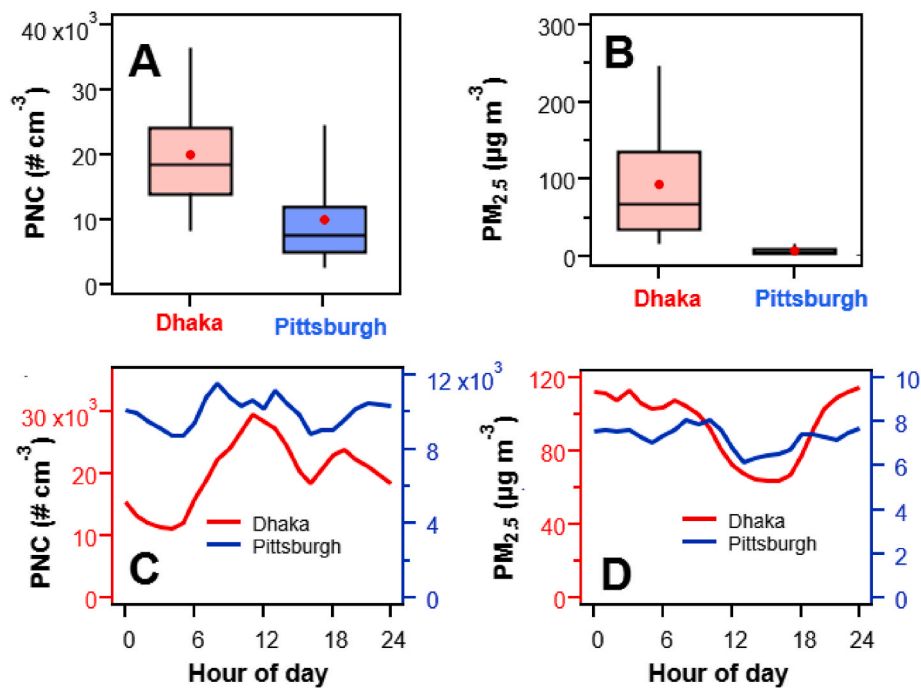 A
PNC (# cm⁻³)
40 x10³
30
20
10
0
Dhaka
Pittsburgh
B
PM₂.₅ (µg m⁻³)
300
200
100
0
Dhaka
Pittsburgh
C
PNC (# cm⁻³)
30 x10³
20
10
0
12 x10³
8
4
0
Dhaka
Pittsburgh
0 6 12 18 24
Hour of day
D
PM₂.₅ (µg m⁻³)
120
80
40
0
10
8
6
4
2
0
Dhaka
Pittsburgh
0 6 12 18 24
Hour of day